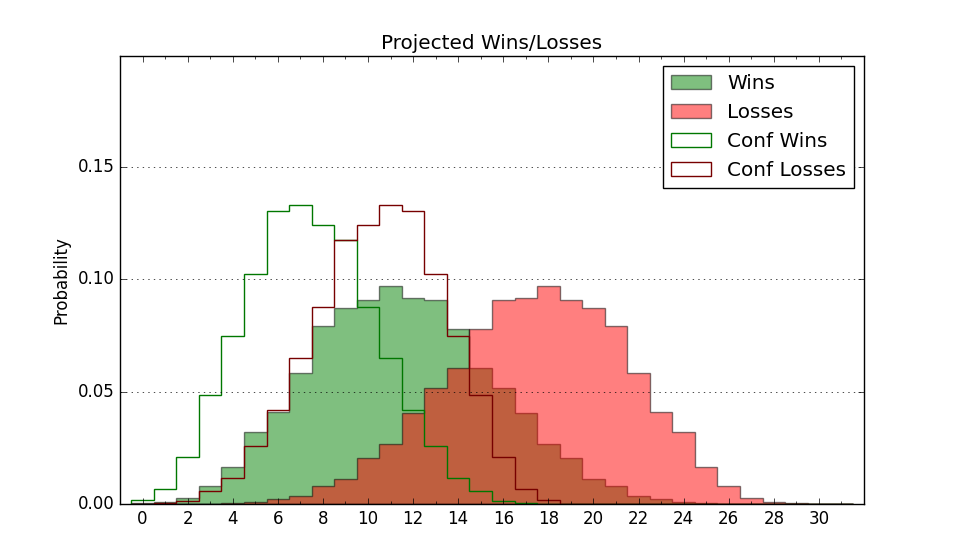 Projected Wins/Losses
Wins
Losses
Conf Wins
Conf Losses
Probability
0.15
0.10
0.05
0.00
0 2 4 6 8 10 12 14 16 18 20 22 24 26 28 30